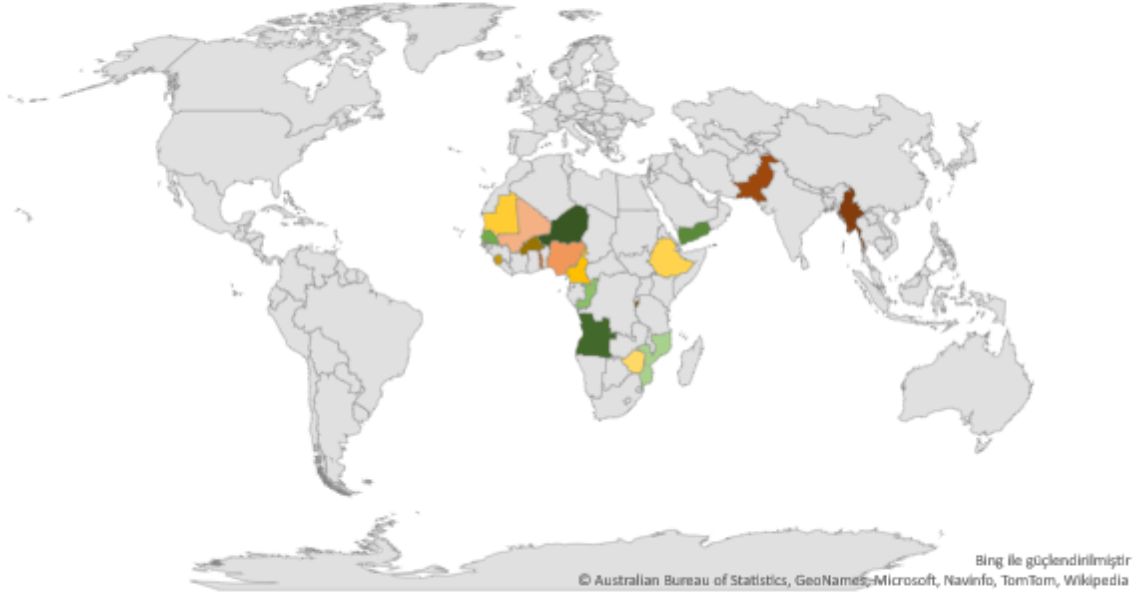 Bing ile güçlendirilmiştir
© Australian Bureau of Statistics, GeoNames, Microsoft, Navinfo, TomTom, Wikipedia